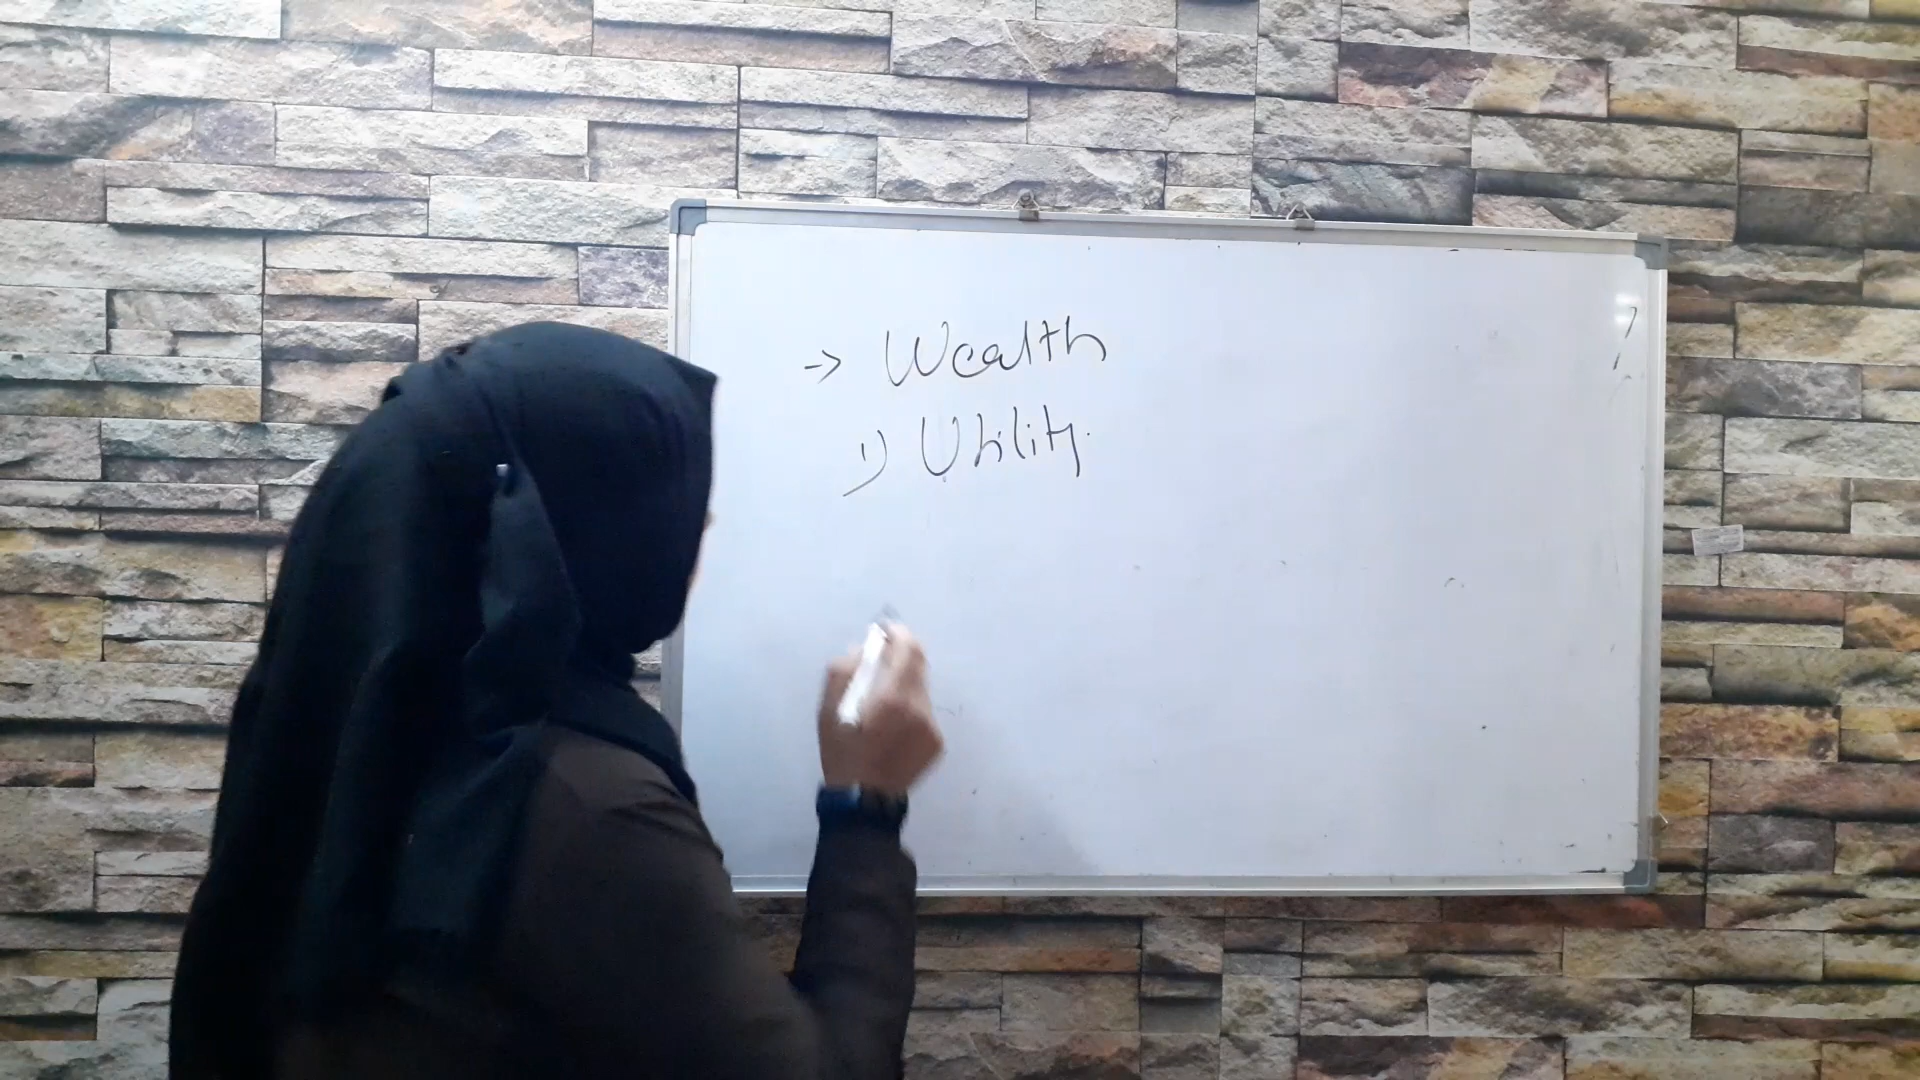 → Wealth
1) Utility.